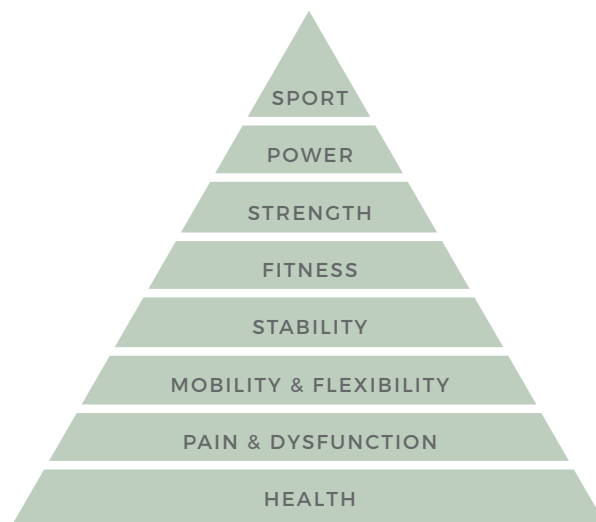 SPORT
POWER
STRENGTH
FITNESS
STABILITY
MOBILITY & FLEXIBILITY
PAIN & DYSFUNCTION
HEALTH